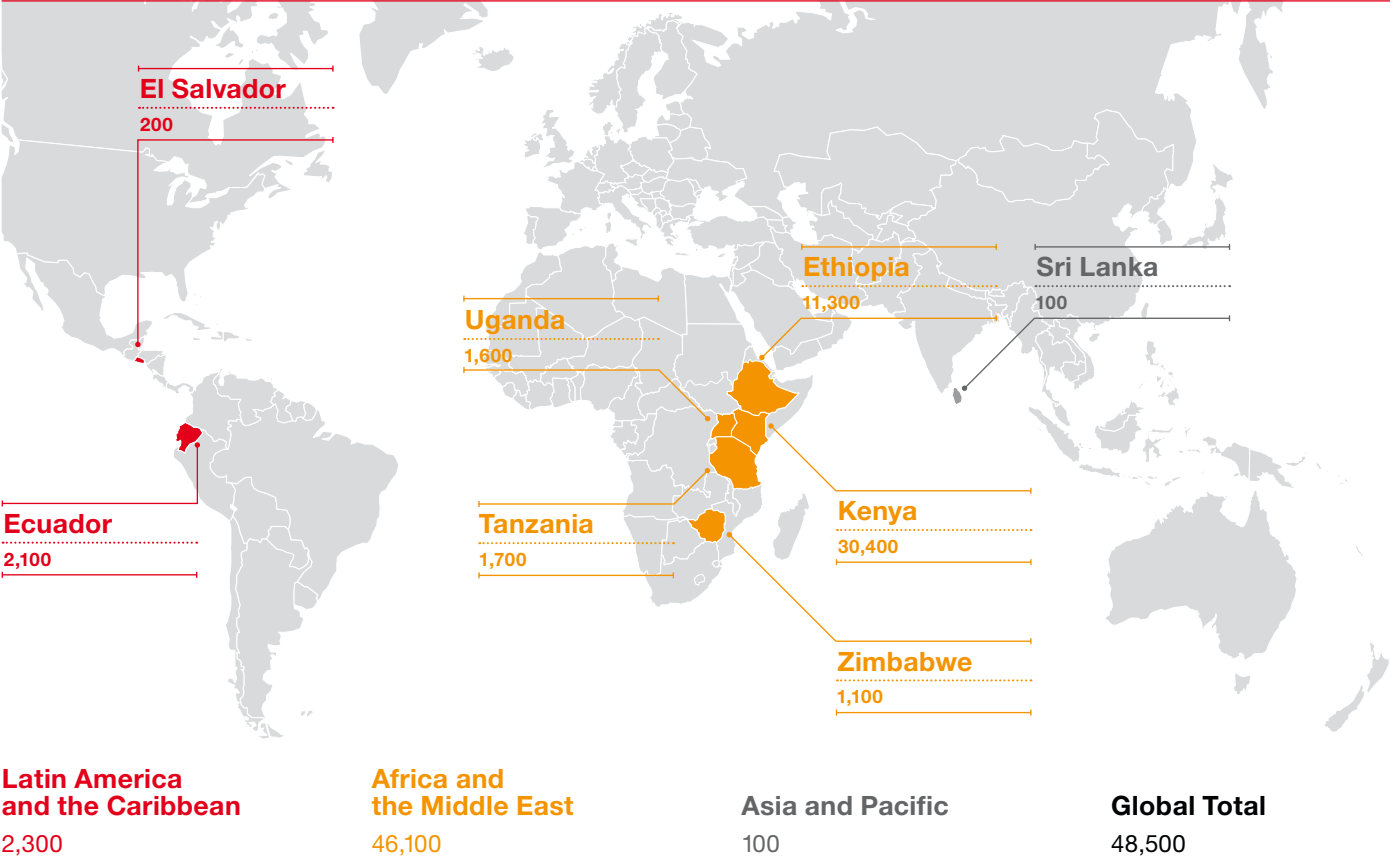 El Salvador
200
Ethiopia
11,300
Sri Lanka
100
Uganda
1,600
Ecuador
2,100
Tanzania
1,700
Kenya
30,400
Zimbabwe
1,100
Latin America
and the Caribbean
2,300
Africa and
the Middle East
46,100
Asia and Pacific
100
Global Total
48,500